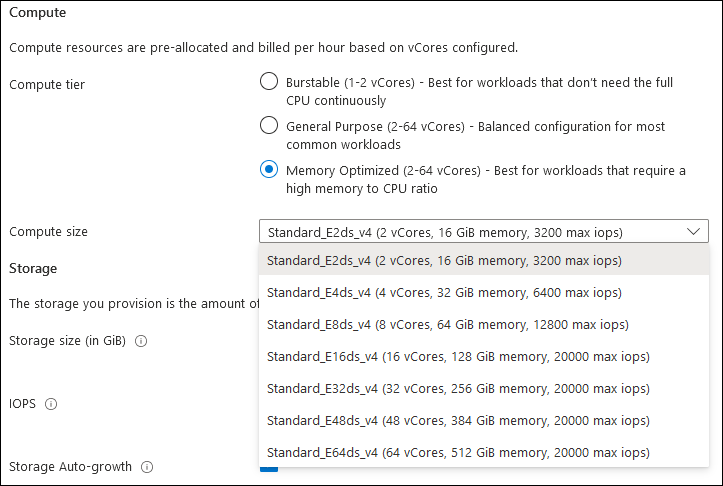 Compute
Compute resources are pre-allocated and billed per hour based on vCores configured.
Compute tier
Burstable (1-2 vCores) - Best for workloads that don't need the full
CPU continuously
General Purpose (2-64 vCores) - Balanced configuration for most
common workloads
Memory Optimized (2-64 vCores) - Best for workloads that require a
high memory to CPU ratio
Compute size
Standard_E2ds_v4 (2 vCores, 16 GiB memory, 3200 max iops)
Standard_E2ds_v4 (2 vCores, 16 GiB memory, 3200 max iops)
Storage
Standard_E4ds_v4 (4 vCores, 32 GiB memory, 6400 max iops)
The storage you provision is the amount of
Standard_E8ds_v4 (8 vCores, 64 GiB memory, 12800 max iops)
Storage size (in GiB)
Standard_E16ds_v4 (16 vCores, 128 GiB memory, 20000 max iops)
Standard_E32ds_v4 (32 vCores, 256 GiB memory, 20000 max iops)
IOPS
Standard_E48ds_v4 (48 vCores, 384 GiB memory, 20000 max iops)
Standard_E64ds_v4 (64 vCores, 512 GiB memory, 20000 max iops)
Storage Auto-growth